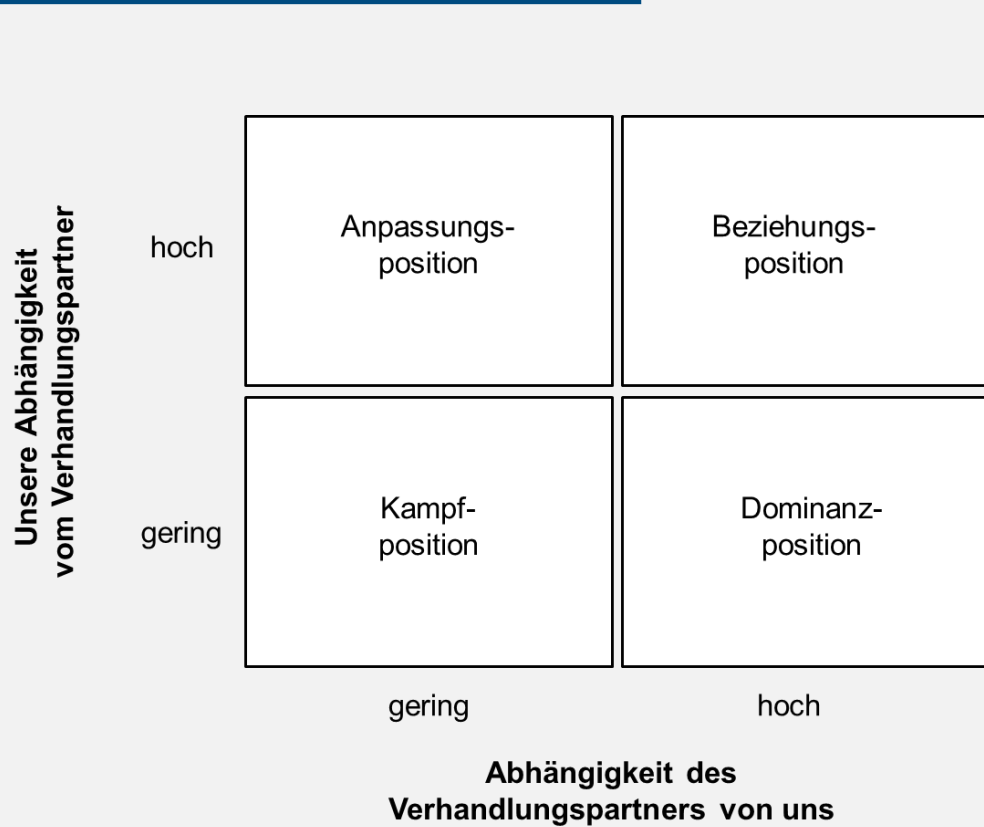 Unsere Abhängigkeit
vom Verhandlungspartner
hoch
Anpassungs-
position
Beziehungs-
position
gering
Kampf-
position
Dominanz-
position
gering
hoch
Abhängigkeit des
Verhandlungspartners von uns